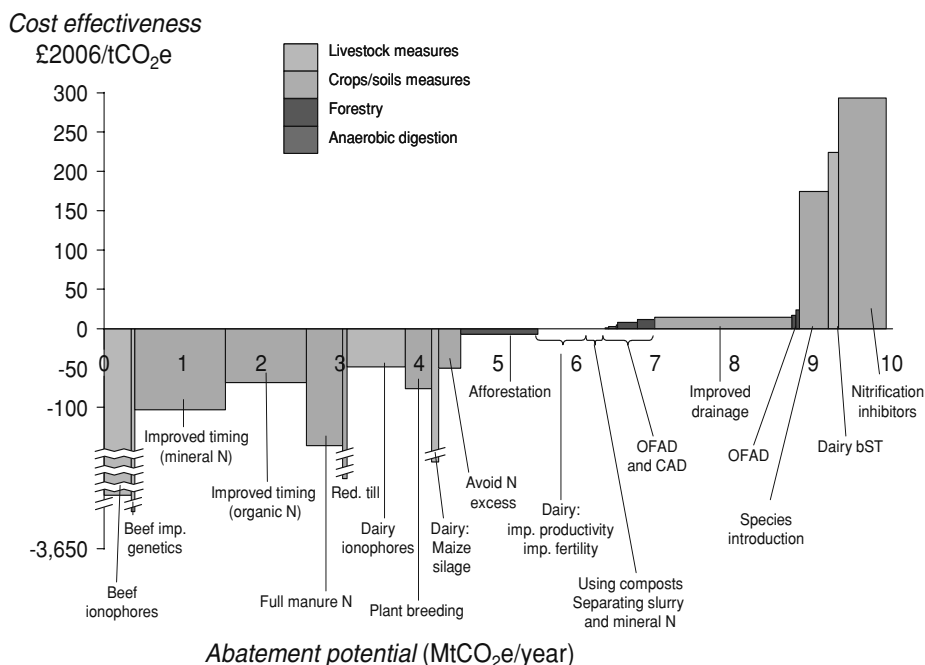 Cost effectiveness
£2006/tCO2e
Livestock measures
Crops/soils measures
Forestry
Anaerobic digestion
300
250
200
150
100
50
0
-50
-100
-3,650
0 1 2 3 4 5 6 7 8 9 10
Improved timing
(mineral N)
Improved timing
(organic N)
Beef imp.
genetics
Beef
ionophores
Full manure N
Red. till
Dairy
ionophores
Plant breeding
Dairy:
Maize
silage
Avoid N
excess
Afforestation
Dairy:
imp. productivity
imp. fertility
Using composts
Separating slurry
and mineral N
OFAD
and CAD
Improved
drainage
OFAD
Species
introduction
Dairy bST
Nitrification
inhibitors
Abatement potential (MtCO2e/year)